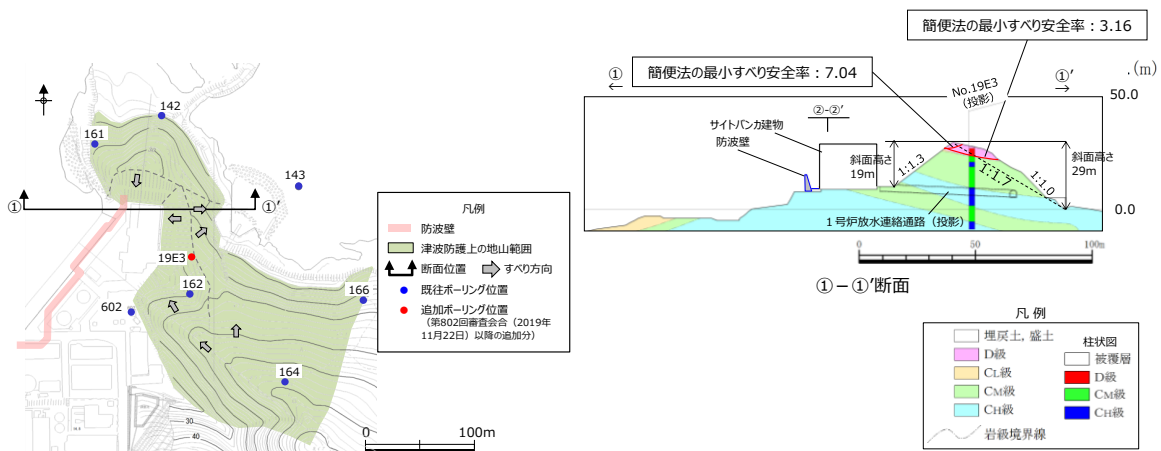 142
161
143
①
①′
19E3
162
602
166
164
30
40
0
100m
凡例
防波壁
津波防護上の地山範囲
断面位置
すべり方向
既往ボーリング位置
追加ボーリング位置
（第802回審査会合（2019年
11月22日）以降の追加分）
簡便法の最小すべり安全率：3.16
簡便法の最小すべり安全率：7.04
.(m)
①
①′
No.19E3
（投影）
50.0
②-②′
サイトバンカ建物
防波壁
斜面高さ
19m
1:1.3
1:1.7
1:1.0
斜面高さ
29m
0.0
１号炉放水連絡通路（投影）
0
50
100m
①－①′断面
凡 例
埋戻土，盛土
D級
CL級
CM級
CH級
岩級境界線
柱状図
被覆層
D級
CM級
CH級